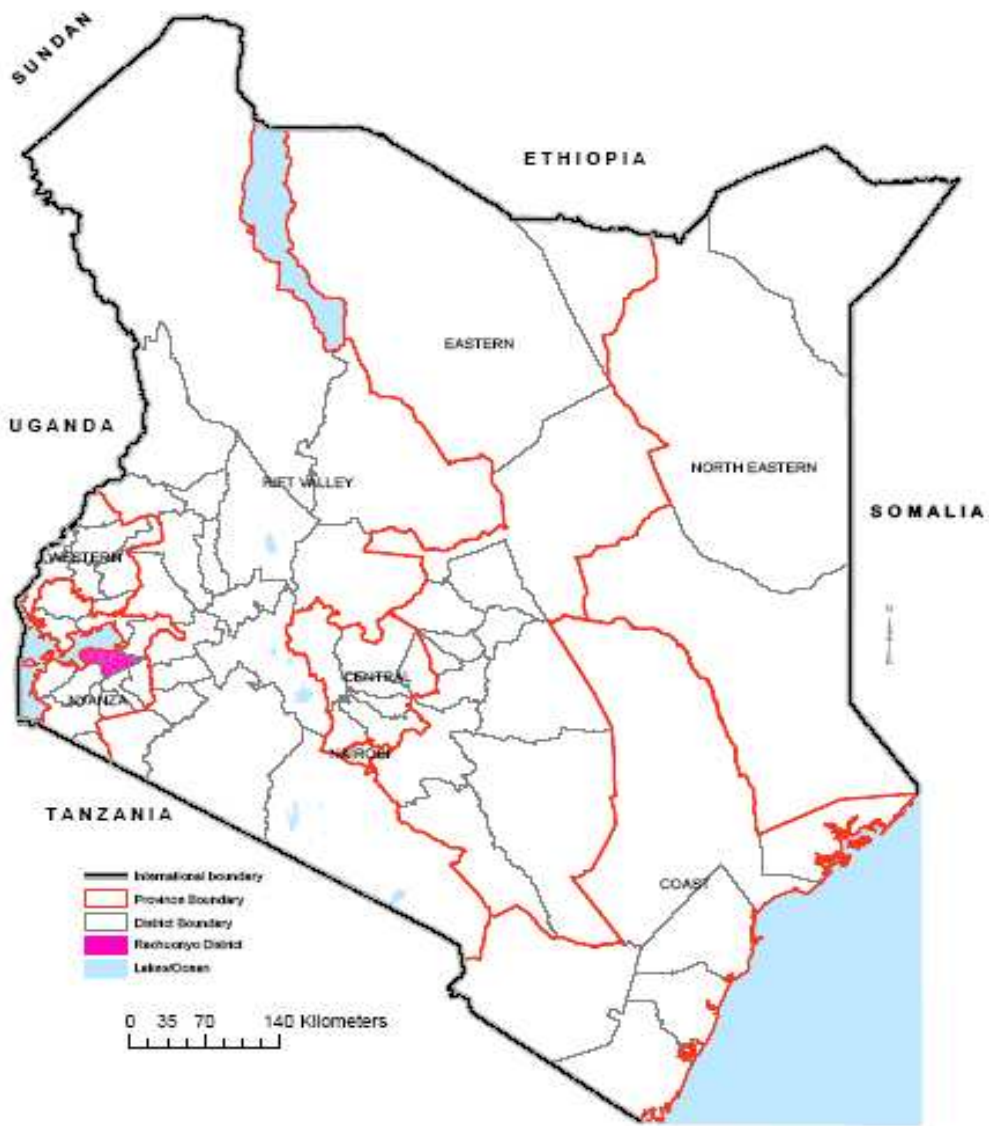 SUNDAN
ETHIOPIA
EASTERN
UGANDA
NORTH EASTERN
RIFT VALLEY
SOMALIA
WESTERN
CENTRAL
NYANZA
NAIROBI
TANZANIA
COAST
International boundary
Province Boundary
District Boundary
Rachuonyo District
Lakes/Ocean
0 35 70 140 Kilometers